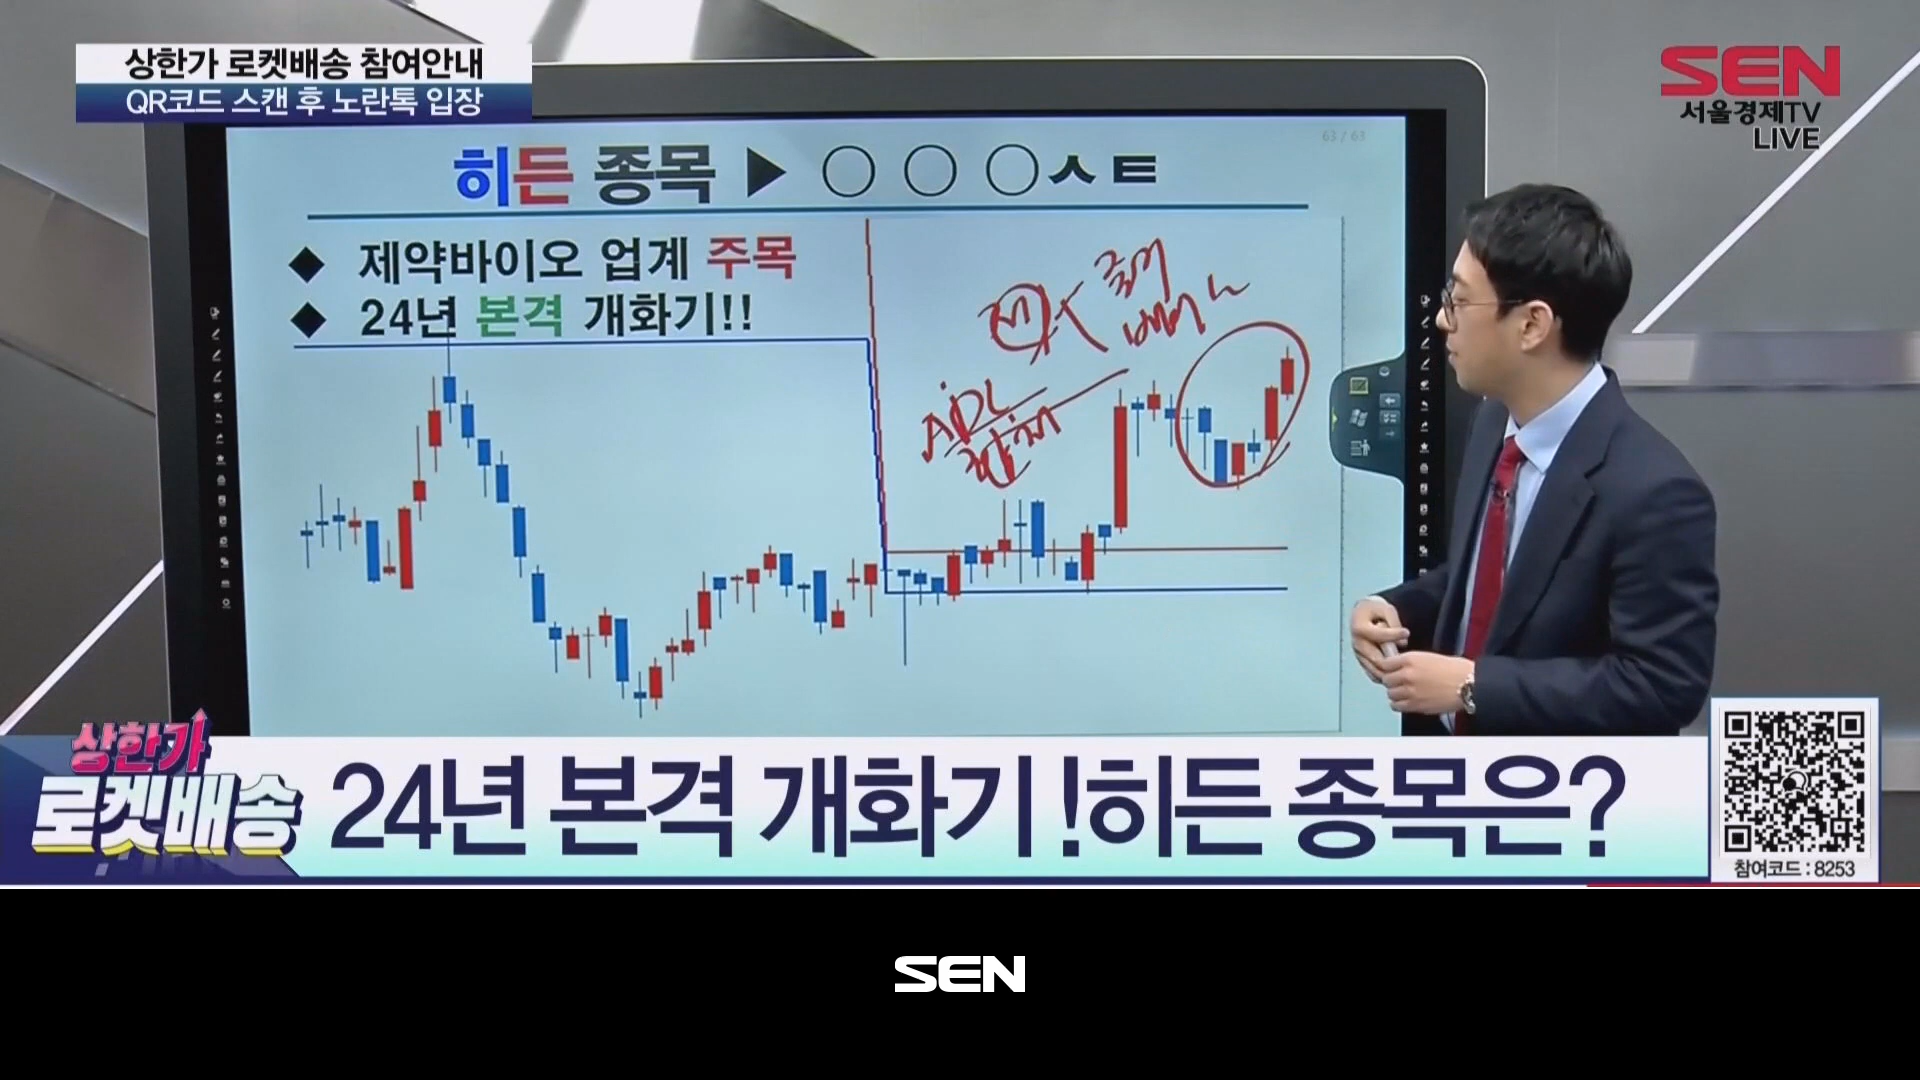 상한가 로켓배송 참여안내
QR코드 스캔 후 노란톡 입장
SEN
서울경제TV
LIVE
63 / 63
히든 종목 ▶ ○ ○ ○ㅅㅌ
◆ 제약바이오 업계 주목
◆ 24년 본격 개화기!!
상한가
로켓배송
24년 본격 개화기 !히든 종목은?
참여코드 : 8253
SEN